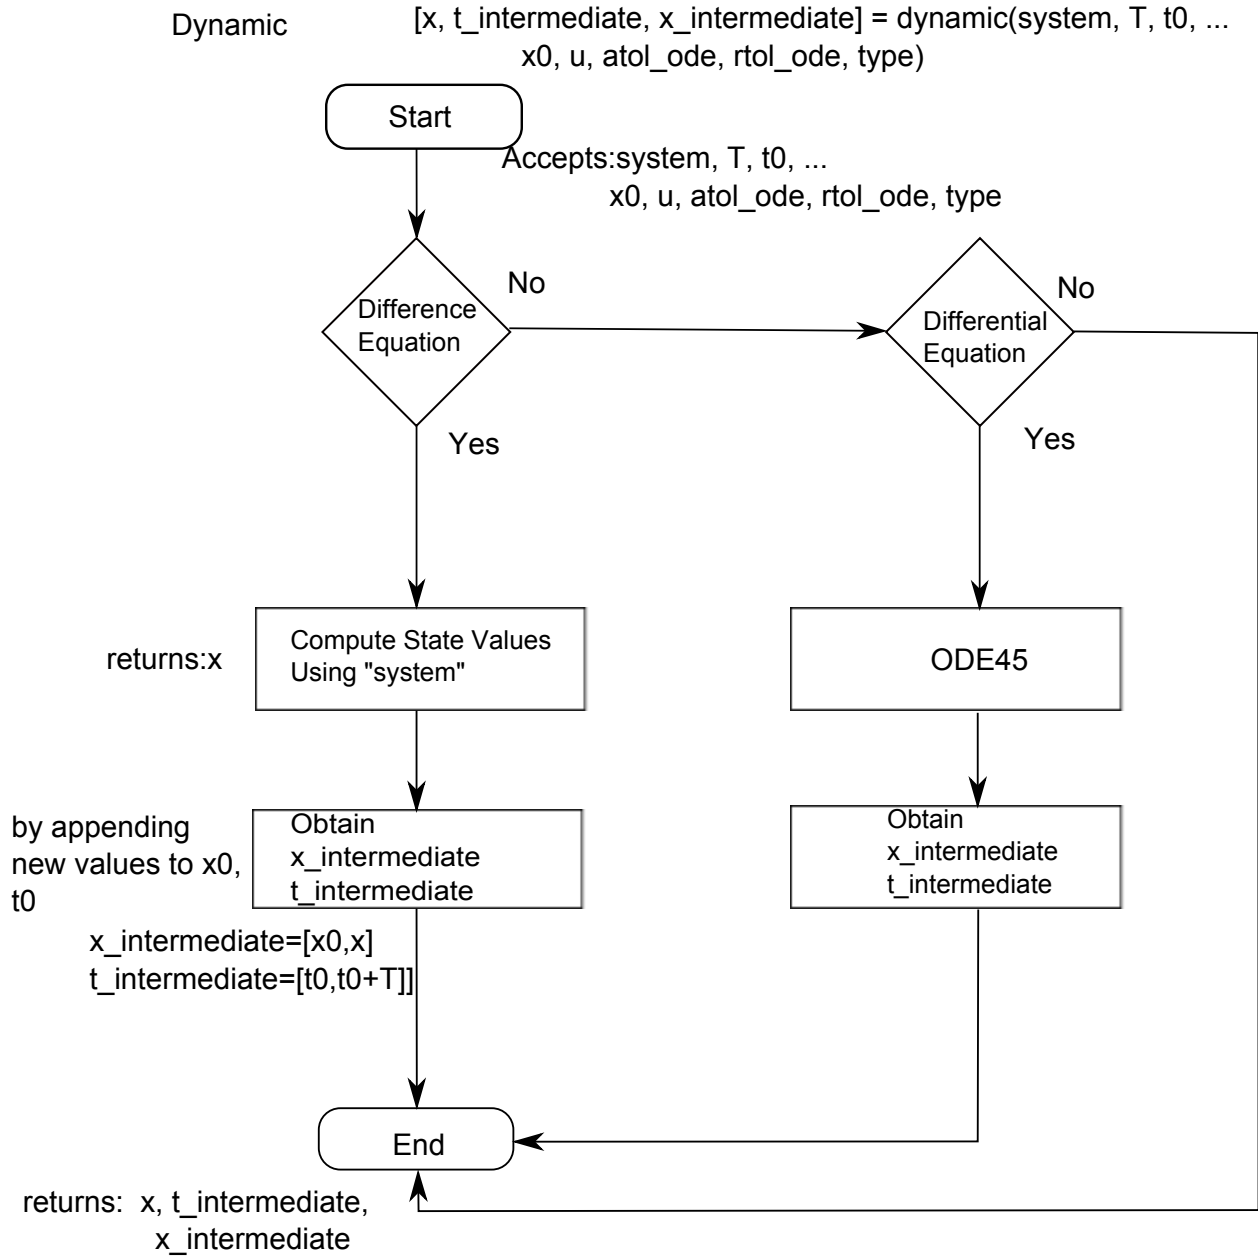 Dynamic
[x, t_intermediate, x_intermediate] = dynamic(system, T, t0, ...
x0, u, atol_ode, rtol_ode, type)
Start
Accepts:system, T, t0, ...
x0, u, atol_ode, rtol_ode, type
Difference
Equation
No
Differential
Equation
No
Yes
Yes
returns:x
Compute State Values
Using "system"
ODE45
by appending
new values to x0,
t0
Obtain
x_intermediate
t_intermediate
Obtain
x_intermediate
t_intermediate
x_intermediate=[x0,x]
t_intermediate=[t0,t0+T]]
End
returns: x, t_intermediate,
x_intermediate